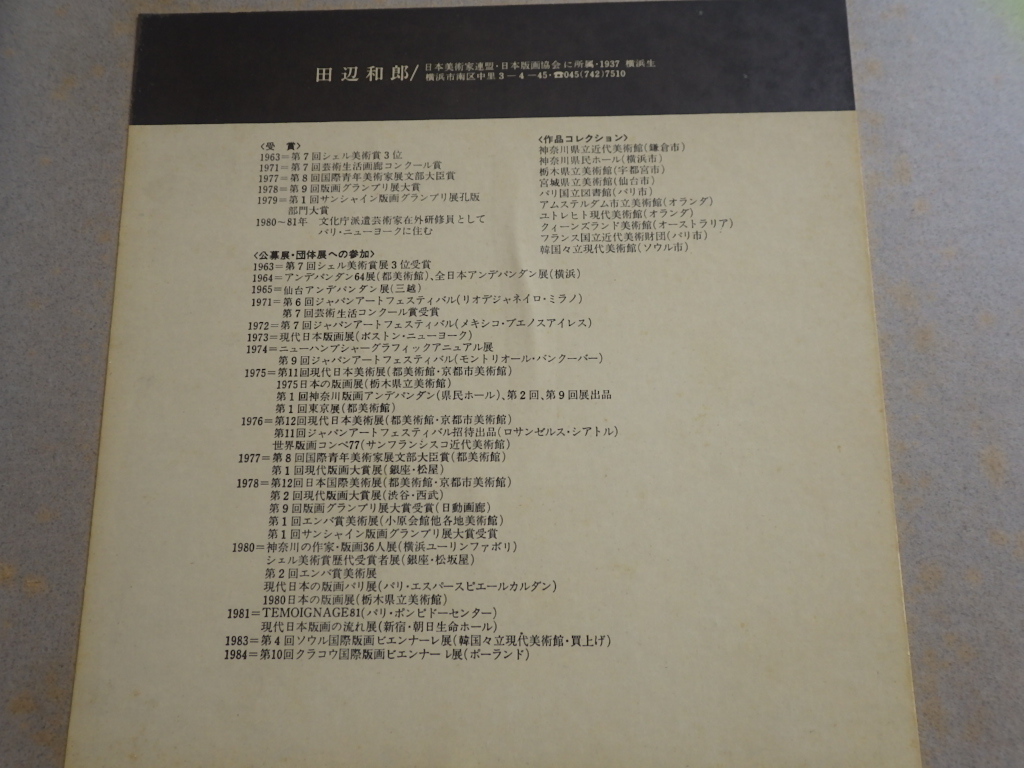 田辺和郎/日本美術家連盟・日本版画協会に所属・1937 横浜生
横浜市南区中里3－4－45・☎045(742)7510
〈受 賞〉
1963＝第7回シェル美術賞3位
1971＝第7回芸術生活画廊コンクール賞
1977＝第8回国際青年美術家展文部大臣賞
1978＝第9回版画グランプリ展大賞
1979＝第1回サンシャイン版画グランプリ展孔版
部門大賞
1980～81年 文化庁派遣芸術家在外研修員として
パリ・ニューヨークに住む
〈作品コレクション〉
神奈川県立近代美術館(鎌倉市)
神奈川県民ホール(横浜市)
栃木県立美術館(宇都宮市)
宮城県立美術館(仙台市)
パリ国立図書館(パリ市)
アムステルダム市立美術館(オランダ)
ユトレヒト現代美術館(オランダ)
クィーンズランド美術館(オーストラリア)
フランス国立近代美術財団(パリ市)
韓国々立現代美術館(ソウル市)
〈公募展・団体展への参加〉
1963＝第7回シェル美術賞展3位受賞
1964＝アンデパンダン64展(都美術館)、全日本アンデパンダン展(横浜)
1965＝仙台アンデパンダン展(三越)
1971＝第6回ジャパンアートフェスティバル(リオデジャネイロ・ミラノ)
第7回芸術生活コンクール賞受賞
1972＝第7回ジャパンアートフェスティバル(メキシコ・ブエノスアイレス)
1973＝現代日本版画展(ボストン・ニューヨーク)
1974＝ニューハンプシャーグラフィックアニュアル展
第9回ジャパンアートフェスティバル(モントリオール・バンクーバー)
1975＝第11回現代日本美術展(都美術館・京都市美術館)
1975日本の版画展(栃木県立美術館)
第1回神奈川版画アンデパンダン(県民ホール)、第2回、第9回展出品
第1回東京展(都美術館)
1976＝第12回現代日本美術展(都美術館・京都市美術館)
第11回ジャパンアートフェスティバル招待出品(ロサンゼルス・シアトル)
世界版画コンペ77(サンフランシスコ近代美術館)
1977＝第8回国際青年美術家展文部大臣賞(都美術館)
第1回現代版画大賞展(銀座・松屋)
1978＝第12回日本国際美術展(都美術館・京都市美術館)
第2回現代版画大賞展(渋谷・西武)
第9回版画グランプリ展大賞受賞(日動画廊)
第1回エンバ賞美術展(小原会館他各地美術館)
第1回サンシャイン版画グランプリ展大賞受賞
1980＝神奈川の作家・版画36人展(横浜ユーリンファボリ)
シェル美術賞歴代受賞者展(銀座・松坂屋)
第2回エンバ賞美術展
現代日本の版画パリ展(パリ・エスパースピエールカルダン)
1980日本の版画展(栃木県立美術館)
1981＝TEMOIGNAGE81(パリ・ポンピドーセンター)
現代日本版画の流れ展(新宿・朝日生命ホール)
1983＝第4回ソウル国際版画ビエンナーレ展(韓国々立現代美術館・買上げ)
1984＝第10回クラコウ国際版画ビエンナーレ展(ポーランド)